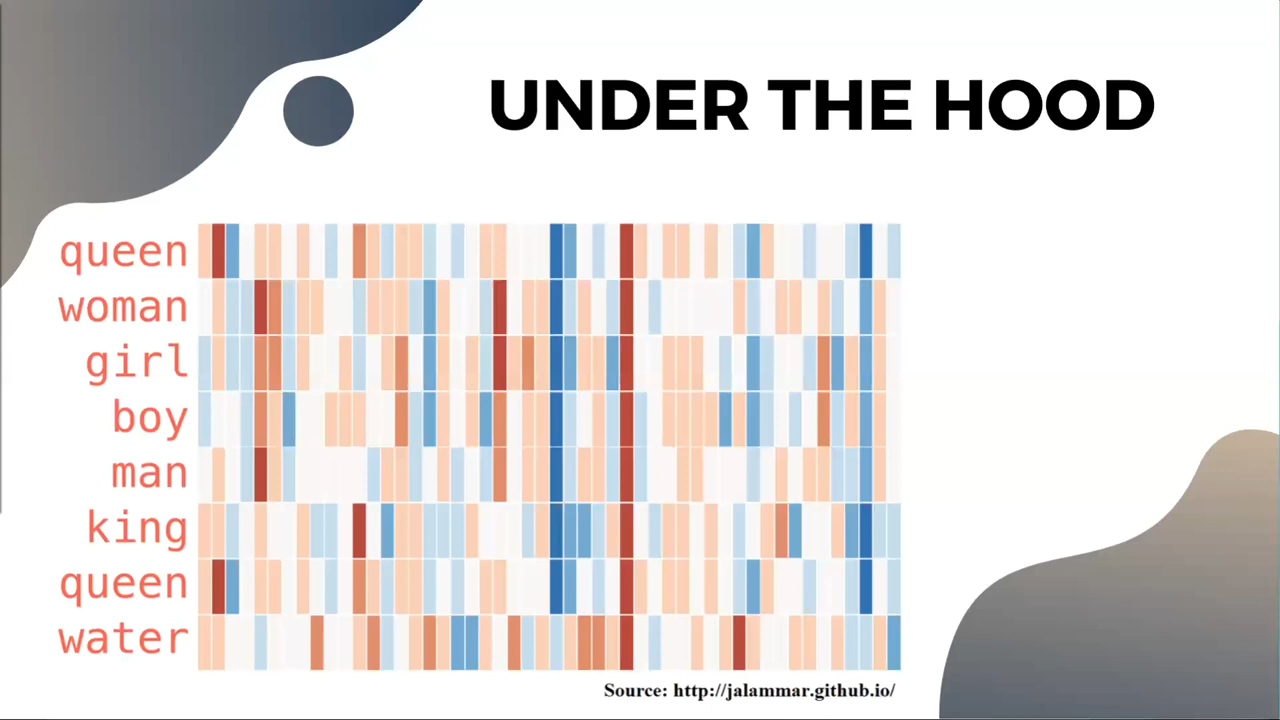 UNDER THE HOOD
queen
woman
girl
boy
man
king
queen
water
Source: http://jalammar.github.io/